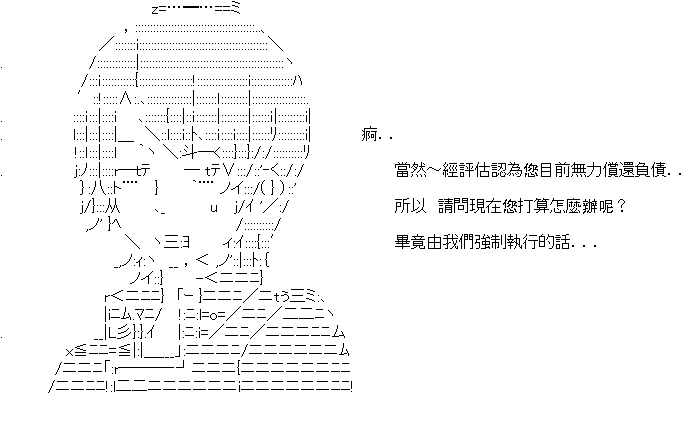 痾..
當然～經評估認為您目前無力償還負債..
所以 請問現在您打算怎麼辦呢？
畢竟由我們強制執行的話...